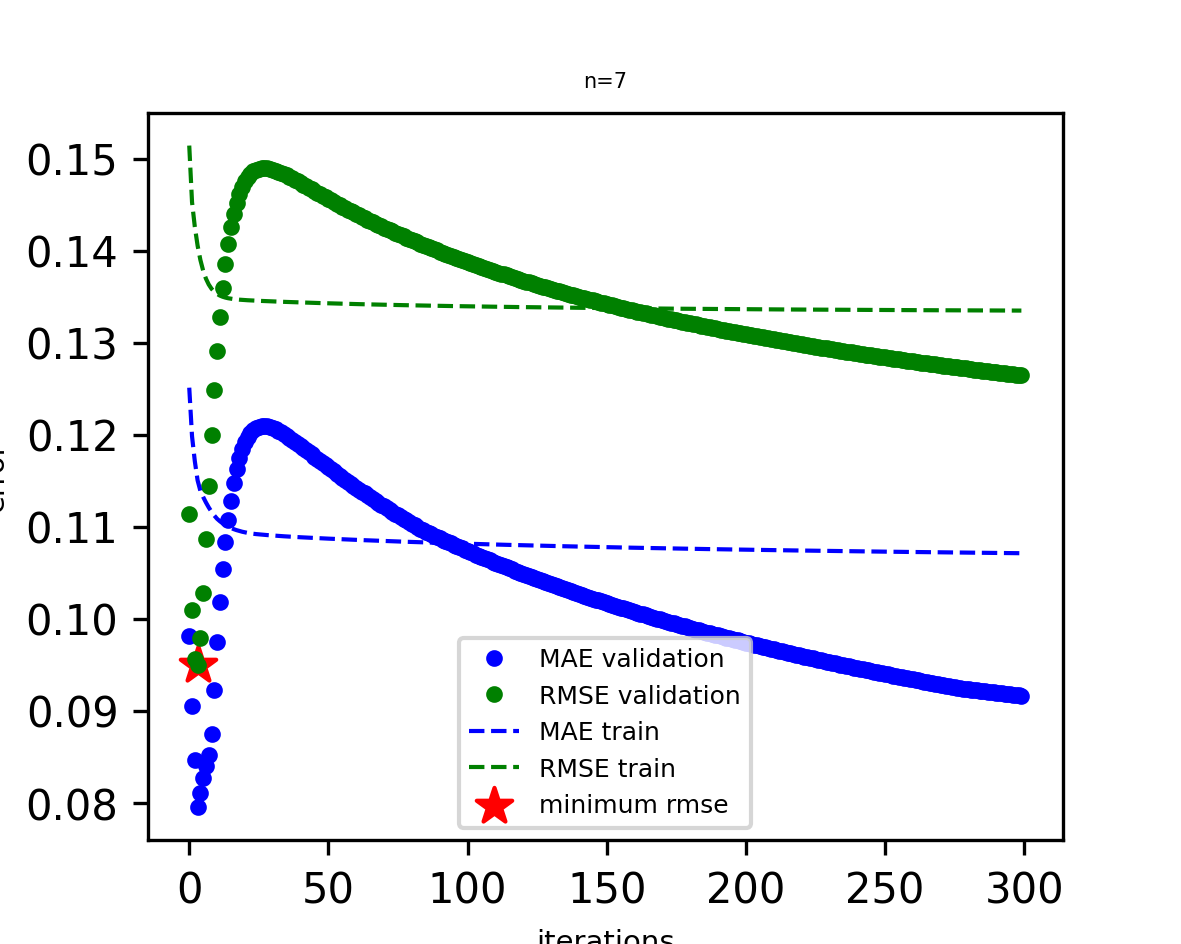 n=7
0.15
0.14
0.13
0.12
0.11
0.10
0.09
0.08
MAE validation
RMSE validation
MAE train
RMSE train
minimum rmse
0 50 100 150 200 250 300
iterations